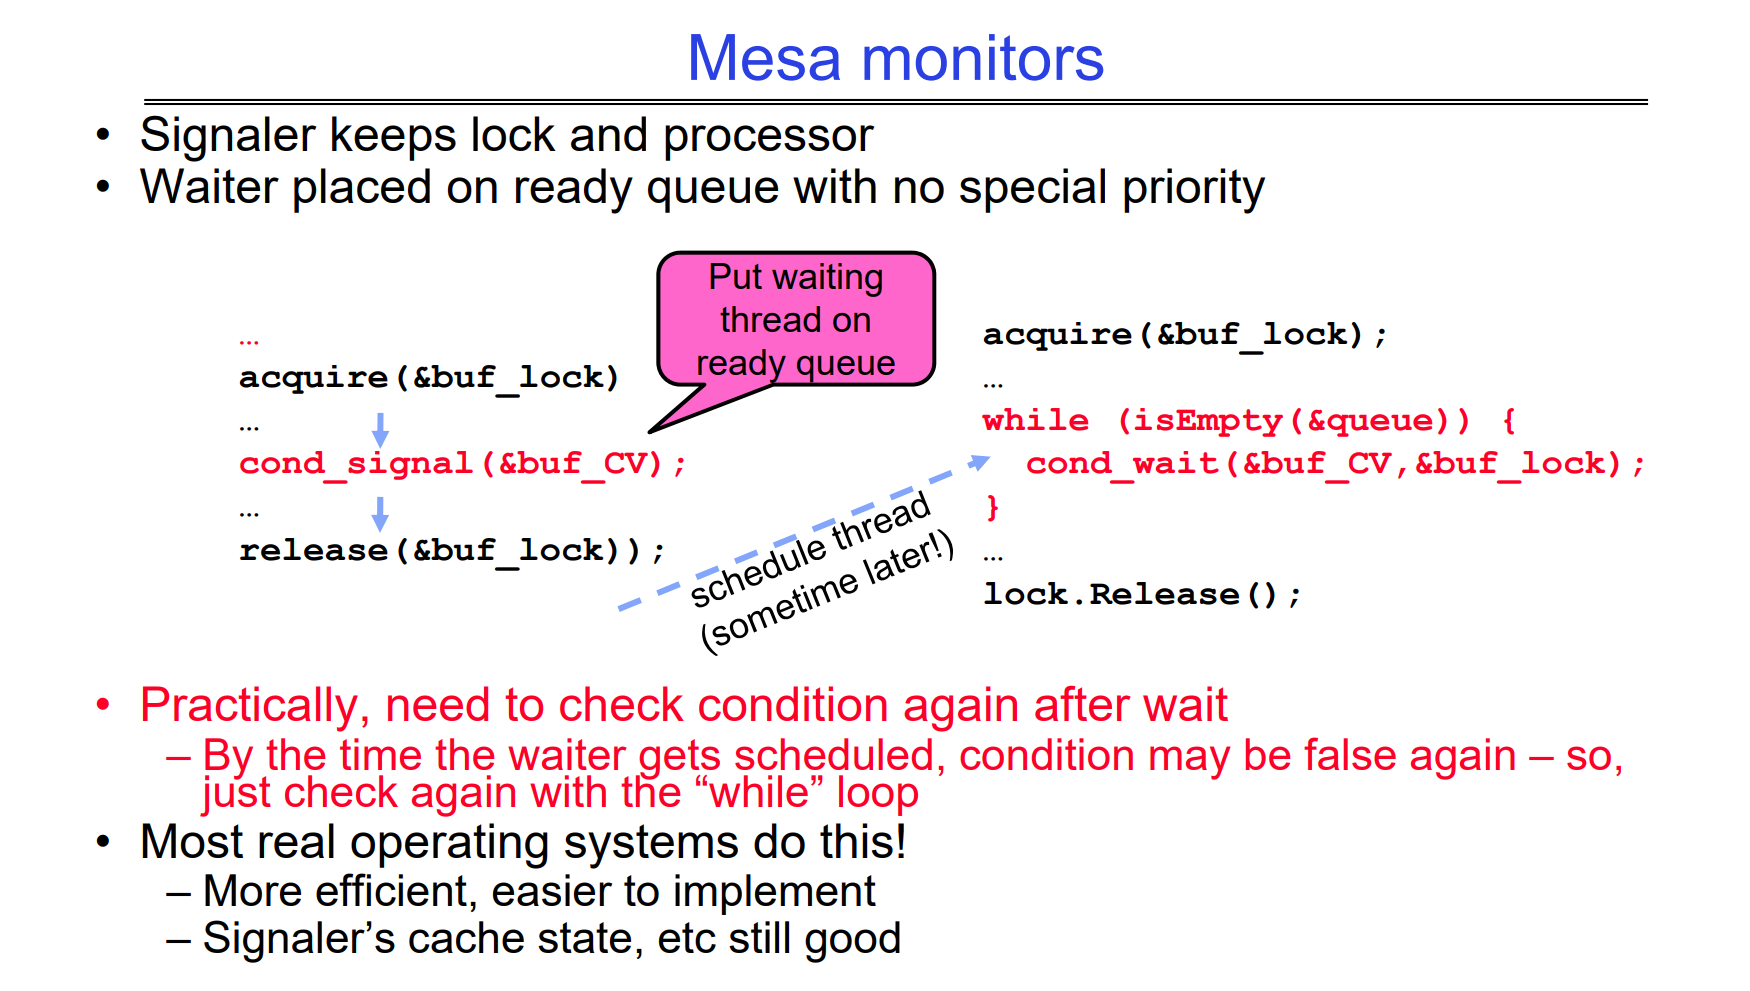 Mesa monitors
• Signaler keeps lock and processor
• Waiter placed on ready queue with no special priority
Put waiting
thread on
ready queue
…
acquire(&buf_lock)
…
cond_signal(&buf_CV);
…
release(&buf_lock));
schedule thread
(sometime later!)
acquire(&buf_lock);
…
while (isEmpty(&queue)) {
cond_wait(&buf_CV,&buf_lock);
}
…
lock.Release();
• Practically, need to check condition again after wait
– By the time the waiter gets scheduled, condition may be false again – so,
just check again with the “while” loop
• Most real operating systems do this!
– More efficient, easier to implement
– Signaler’s cache state, etc still good